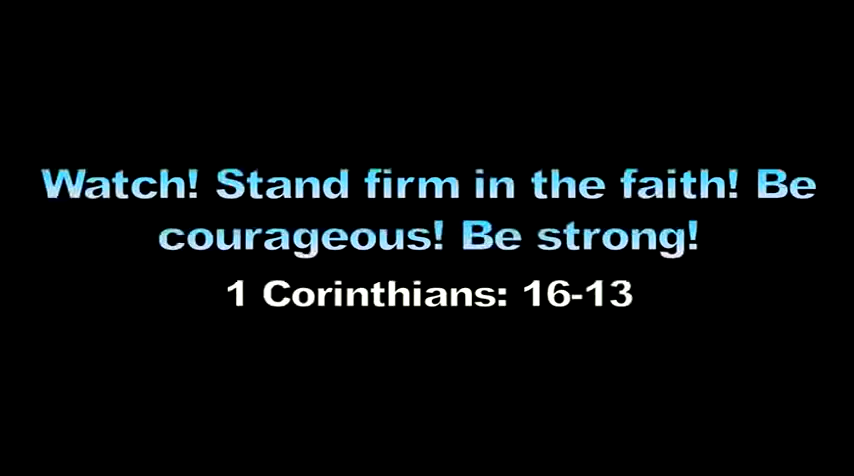 Watch! Stand firm in the faith! Be
courageous! Be strong!
1 Corinthians: 16-13